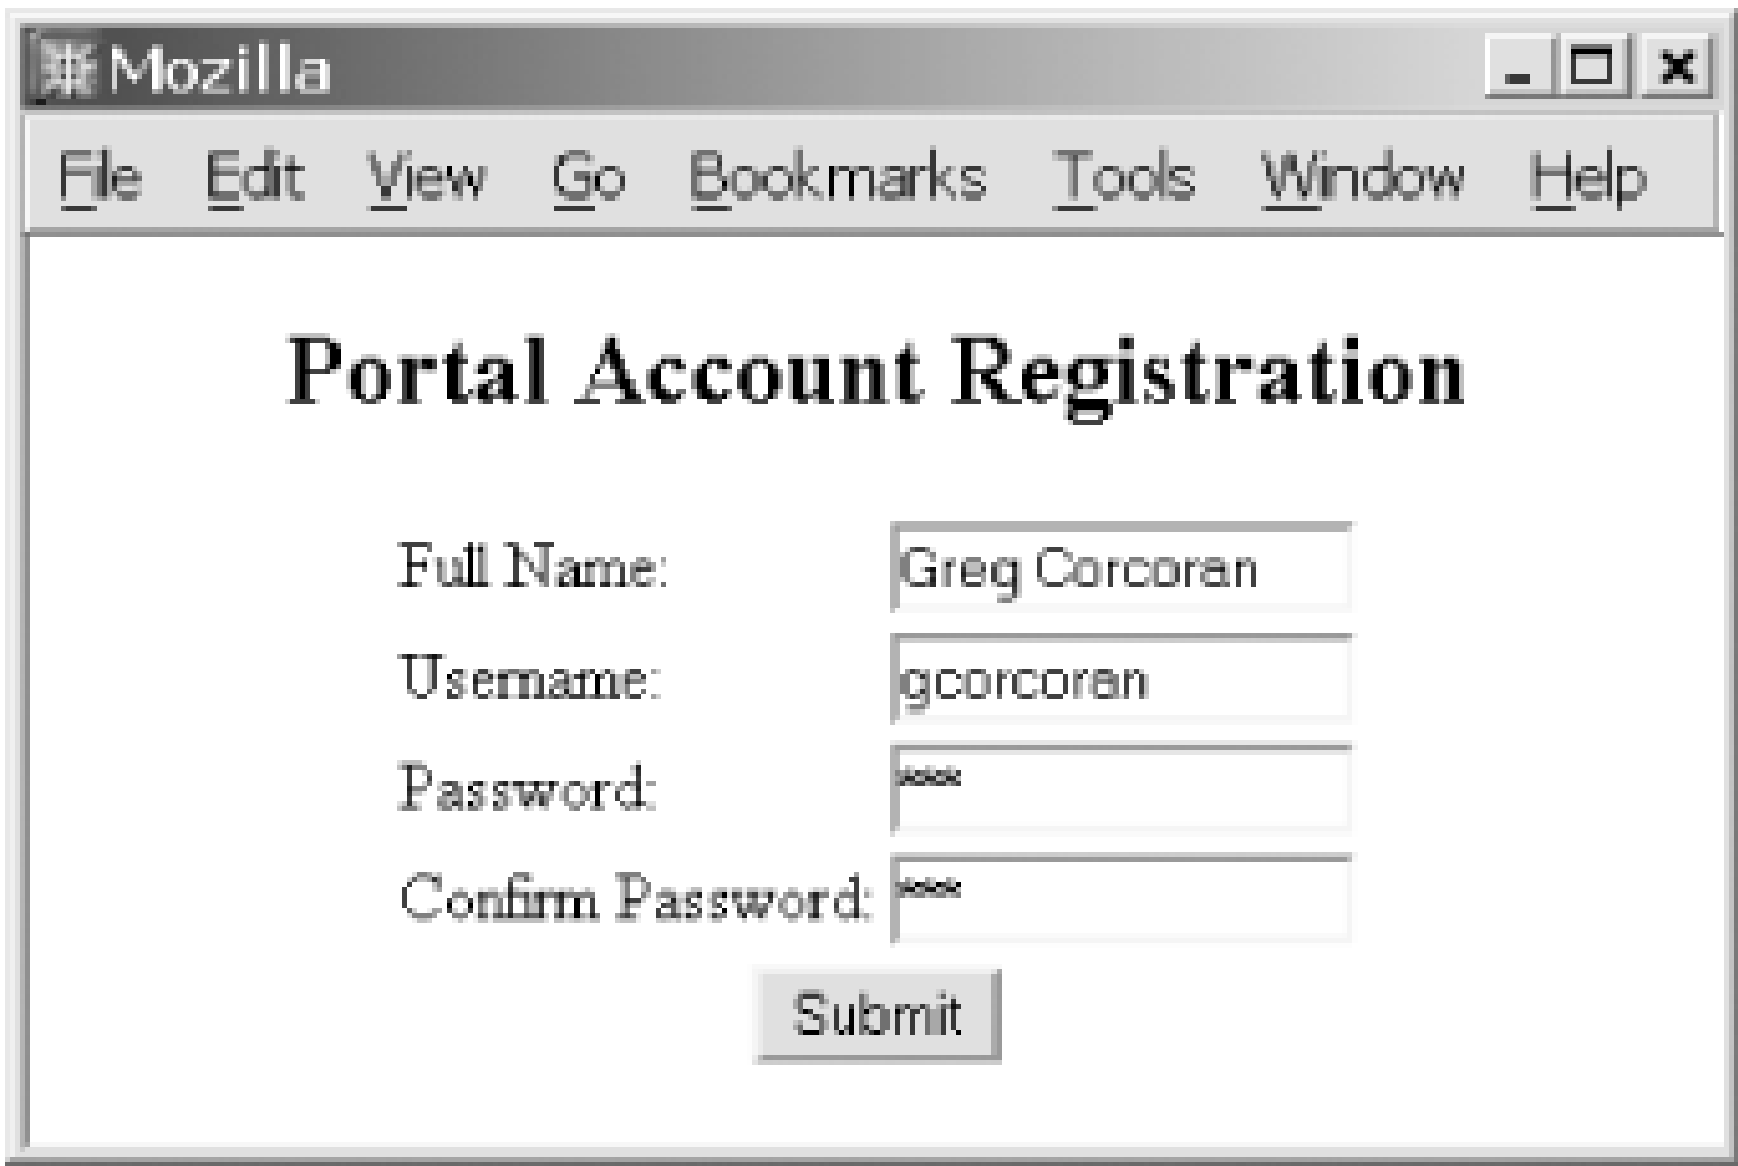 Mozilla
File Edit View Go Bookmarks Tools Window Help
Portal Account Registration
Full Name: Greg Corcoran
Username: gcorcoran
Password: ****
Confirm Password: ****
Submit